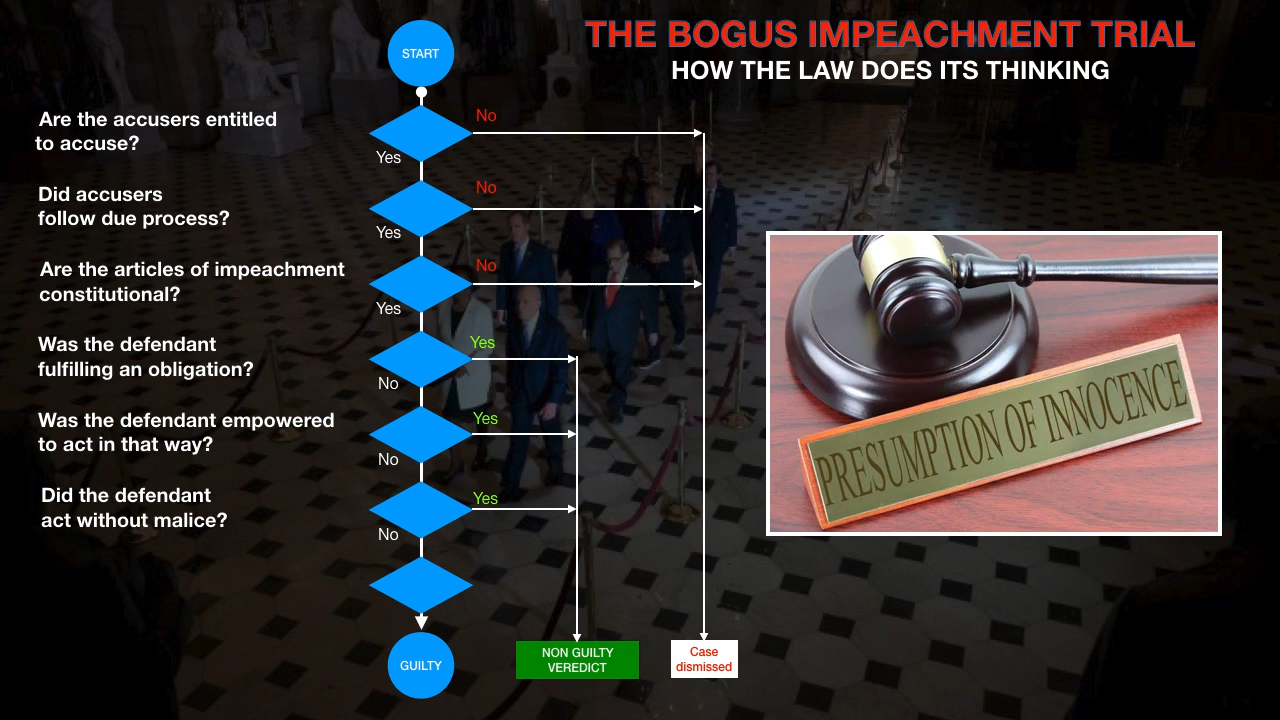 THE BOGUS IMPEACHMENT TRIAL
HOW THE LAW DOES ITS THINKING
START
Are the accusers entitled
to accuse?
No
Yes
Did accusers
follow due process?
No
Yes
Are the articles of impeachment
constitutional?
No
Yes
Was the defendant
fulfilling an obligation?
Yes
No
Was the defendant empowered
to act in that way?
Yes
No
Did the defendant
act without malice?
Yes
No
PRESUMPTION OF INNOCENCE
GUILTY
NON GUILTY
VEREDICT
Case
dismissed